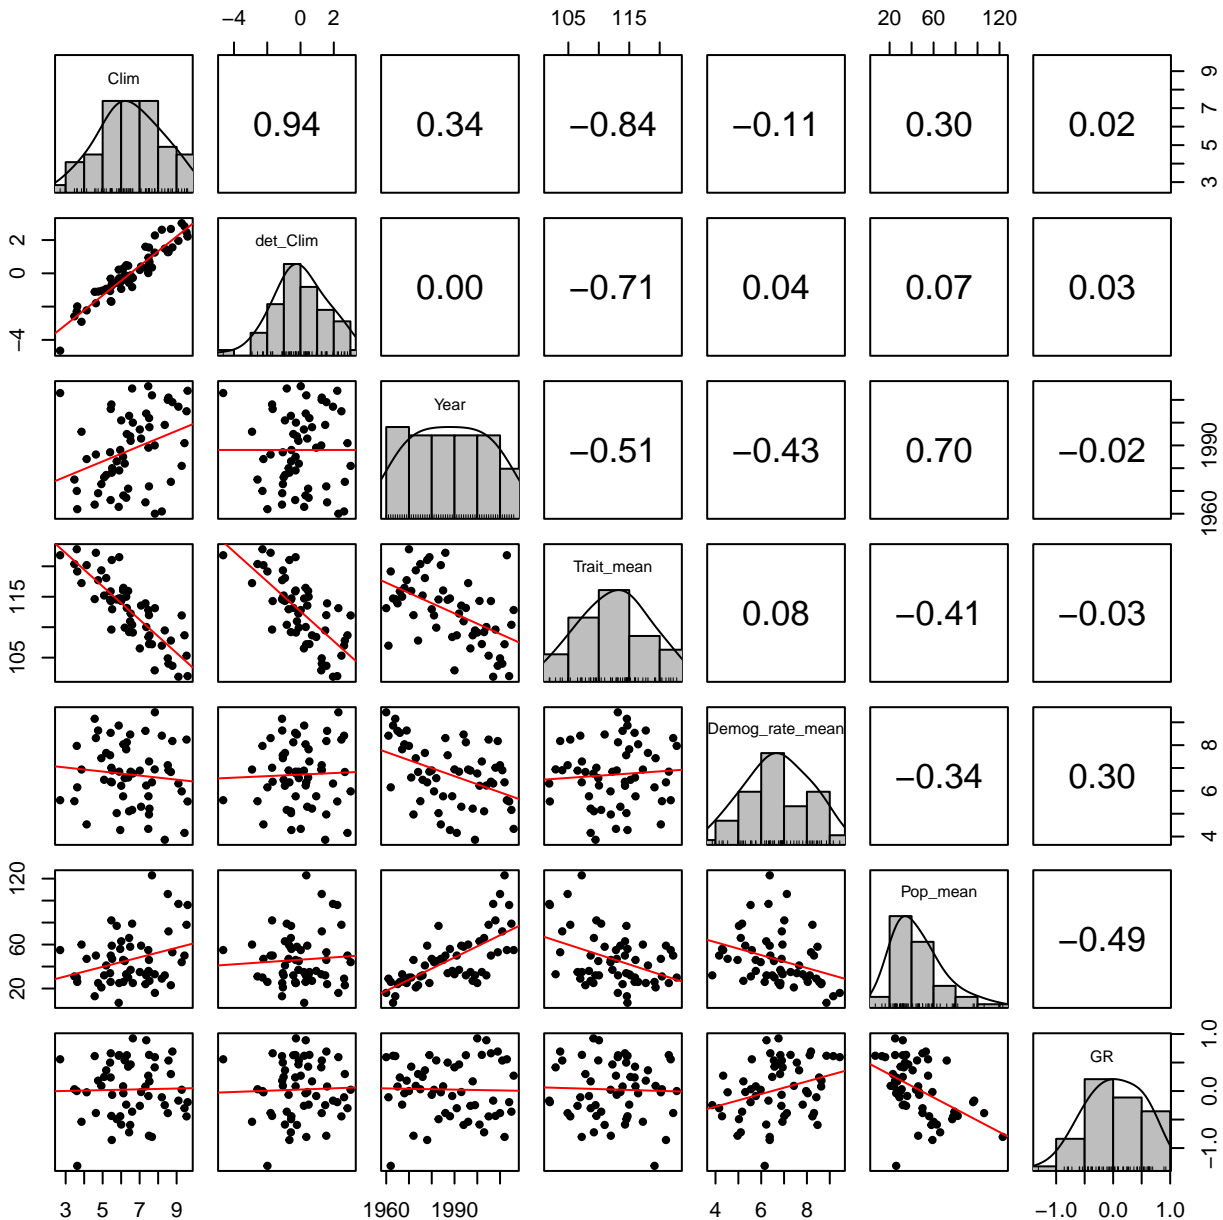 −4 0 2 105 115 20 60 120
Clim
0.94 0.34 −0.84 −0.11 0.30 0.02
3 5 7 9
det_Clim
0.00 −0.71 0.04 0.07 0.03
−4 0 2
Year
−0.51 −0.43 0.70 −0.02
1960 1990
Trait_mean
0.08 −0.41 −0.03
105 115
Demog_rate_mean
−0.34 0.30
4 6 8
Pop_mean
−0.49
20 60 120
GR
−1.0 0.0 1.0
3 5 7 9 1960 1990 4 6 8 −1.0 0.0 1.0